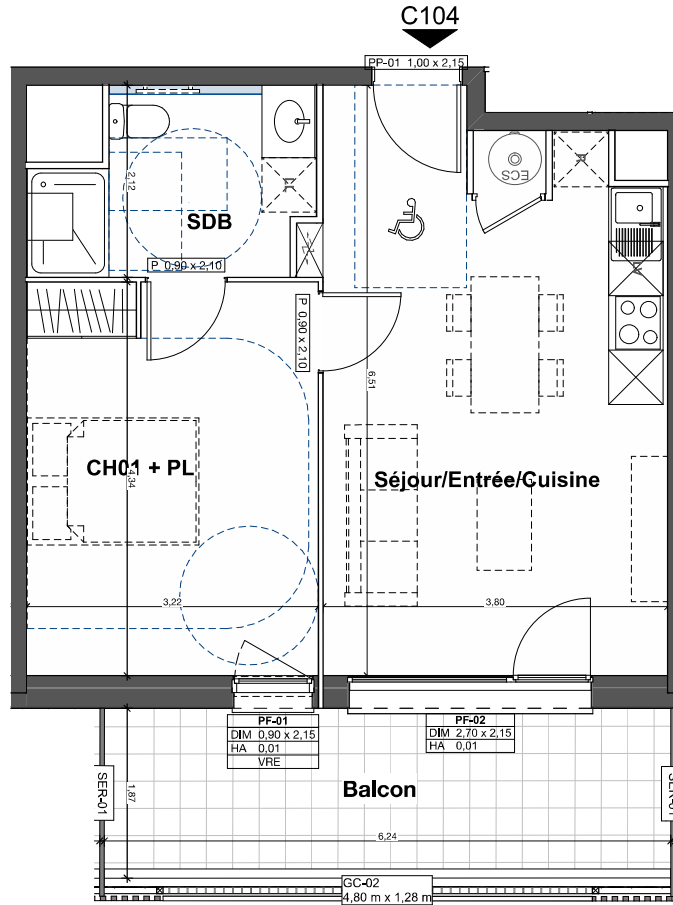 C104
PP-01 1,00 x 2,15
ECS
2,12
SDB
P 0,90 x 2,10
P 0,90 x 2,10
6,51
CH01 + PL
4,34
Séjour/Entrée/Cuisine
3,22
3,80
PF-01
DIM 0,90 x 2,15
HA 0,01
VRE
PF-02
DIM 2,70 x 2,15
HA 0,01
SER-01
1,87
Balcon
6,24
GC-02
4,80 m x 1,28 m